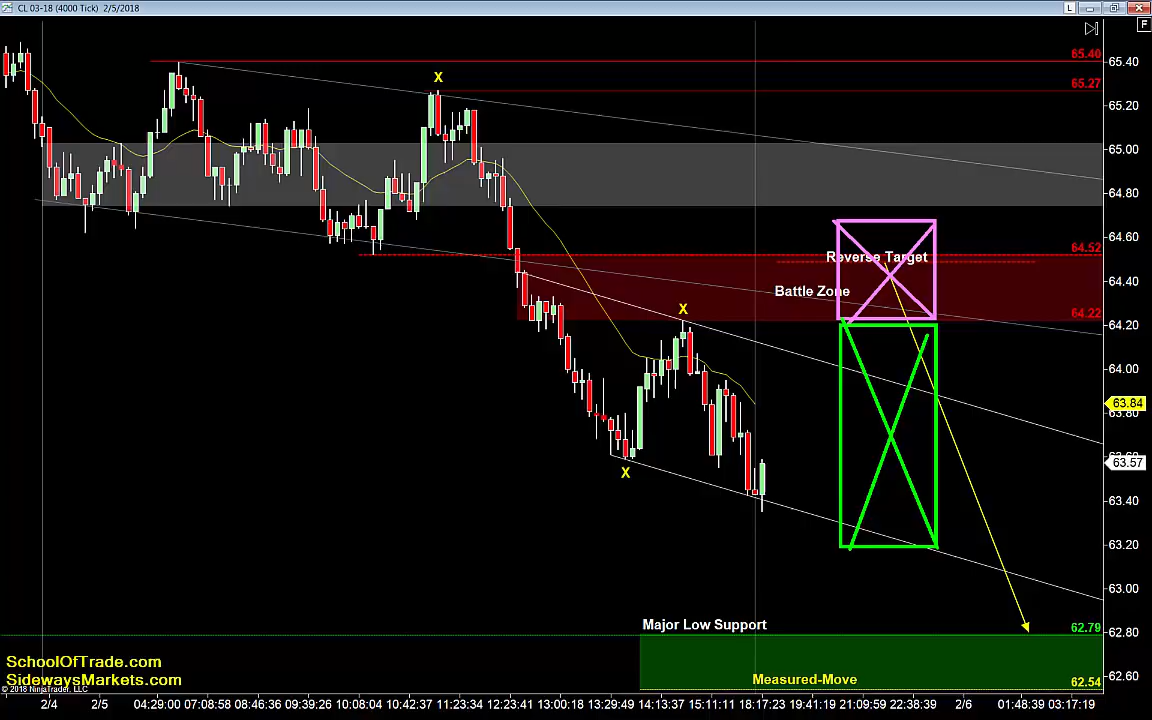 CL 03-18 (4000 Tick) 2/5/2018
L
F
65.40
65.40
X
65.27
65.20
65.00
64.80
64.60
64.52
Reverse Target
64.40
Battle Zone
X
64.22
64.20
64.00
63.84
63.80
63.57
X
63.40
63.20
63.00
Major Low Support
62.79
62.80
SchoolOfTrade.com
SidewaysMarkets.com
Measured-Move
62.54
62.60
© 2018 NinjaTrader, LLC
2/4 2/5 04:29:00 07:08:58 08:46:36 09:39:26 10:08:04 10:42:37 11:23:34 12:23:41 13:00:18 13:29:49 14:13:37 15:11:11 18:17:23 19:41:19 21:09:59 22:38:39 2/6 01:48:39 03:17:19